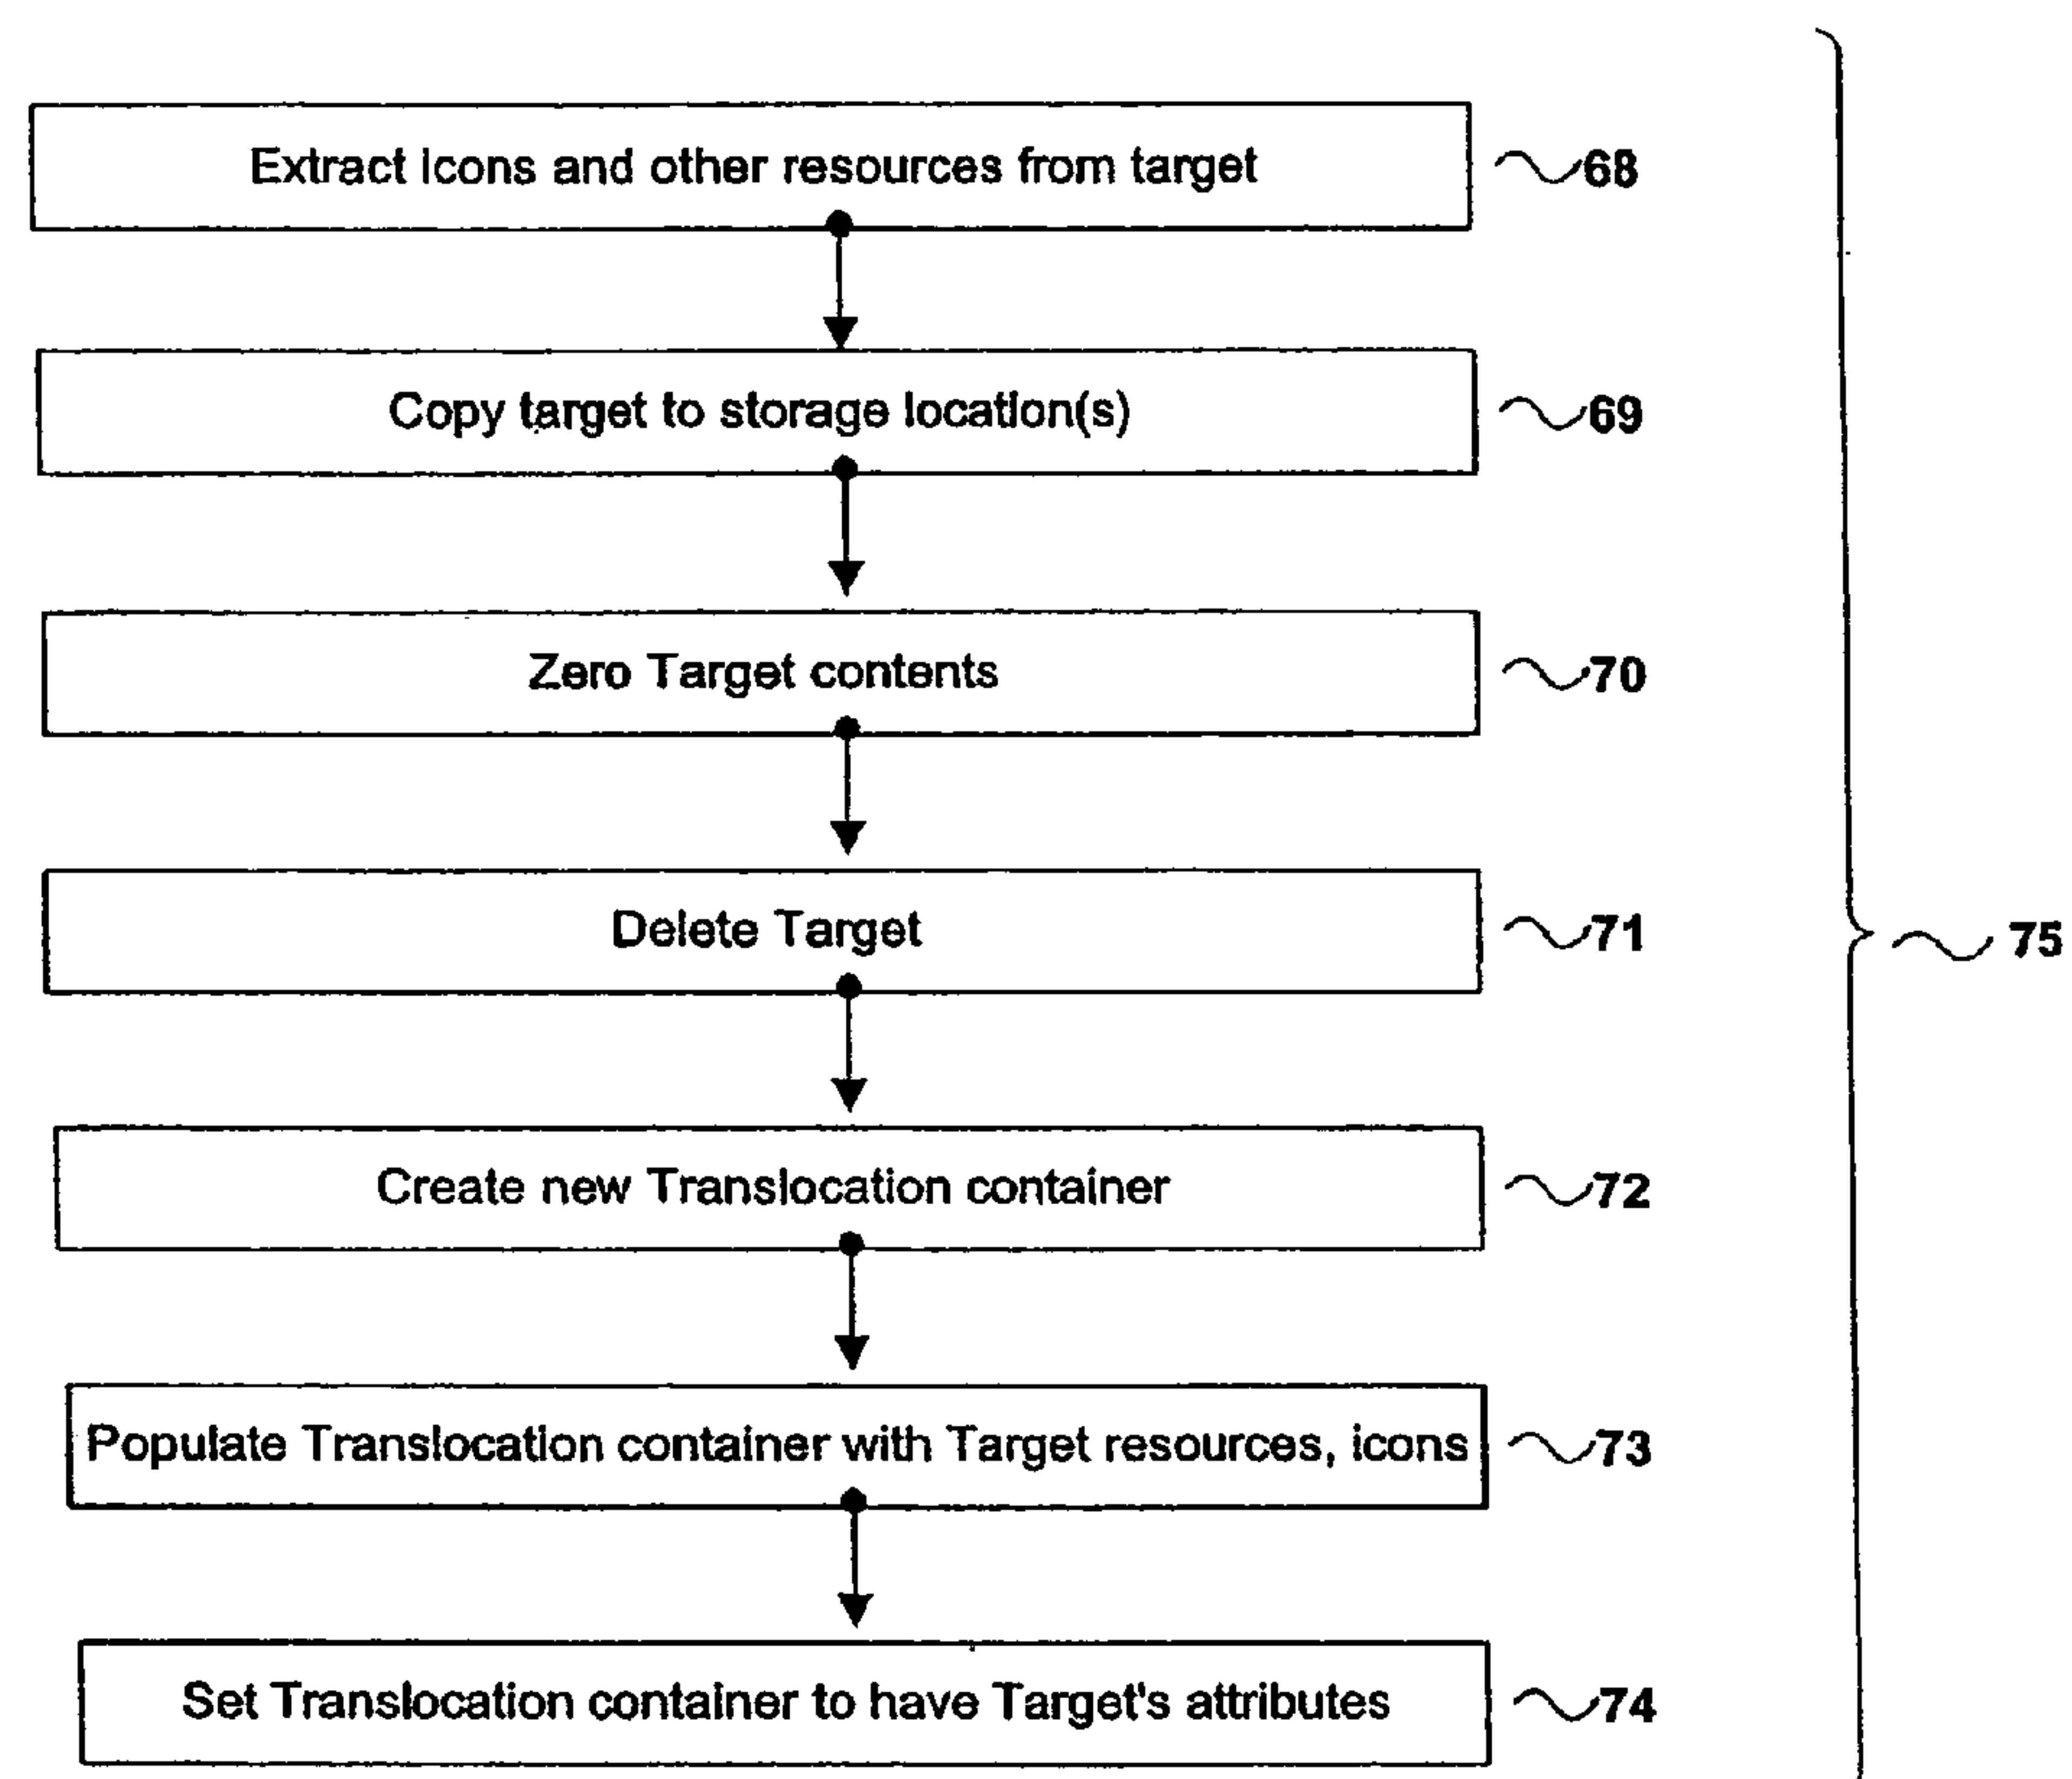 Extract Icons and other resources from target
68
Copy target to storage location(s)
69
Zero Target contents
70
Delete Target
71
75
Create new Translocation container
72
Populate Translocation container with Target resources, icons
73
Set Translocation container to have Target's attributes
74